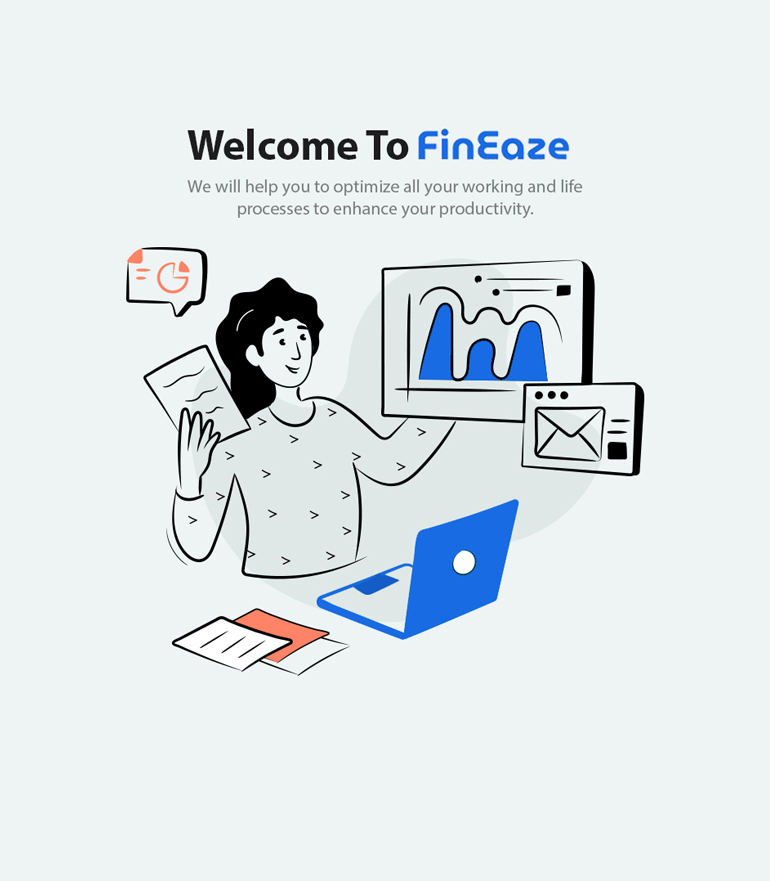 Welcome To FinEaze
We will help you to optimize all your working and life
processes to enhance your productivity.